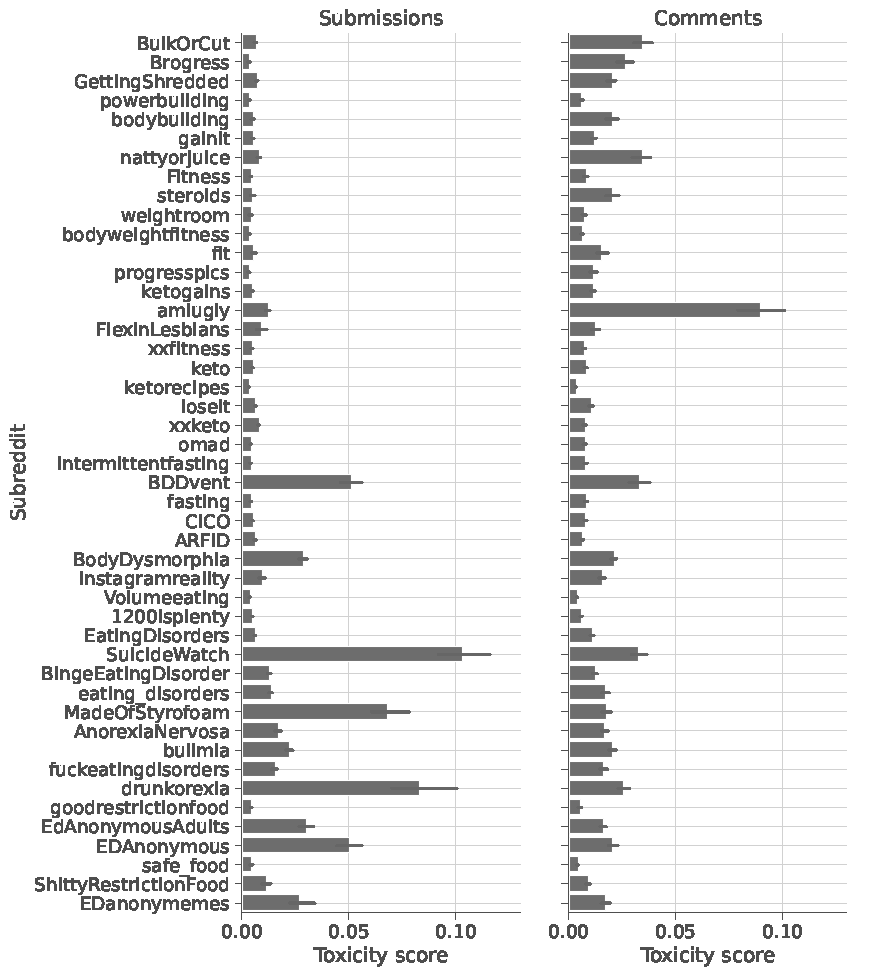 Submissions Comments
BulkOrCut
Brogress
GettingShredded
powerbuilding
bodybuilding
gainit
nattyorjuice
Fitness
steroids
weightroom
bodyweightfitness
fit
progresspics
ketogains
amiugly
FlexinLesbians
xxfitness
keto
ketorecipes
loseit
xxketo
omad
intermittentfasting
BDDvent
fasting
CICO
ARFID
BodyDysmorphia
Instagramreality
Volumeeating
1200isplenty
EatingDisorders
SuicideWatch
BingeEatingDisorder
eating_disorders
MadeOfStyrofoam
AnorexiaNervosa
bulimia
fuckeatingdisorders
drunkorexia
goodrestrictionfood
EdAnonymousAdults
EDAnonymous
safe_food
ShittyRestrictionFood
EDanonymemes
Subreddit
0.00 0.05 0.10 0.00 0.05 0.10
Toxicity score Toxicity score